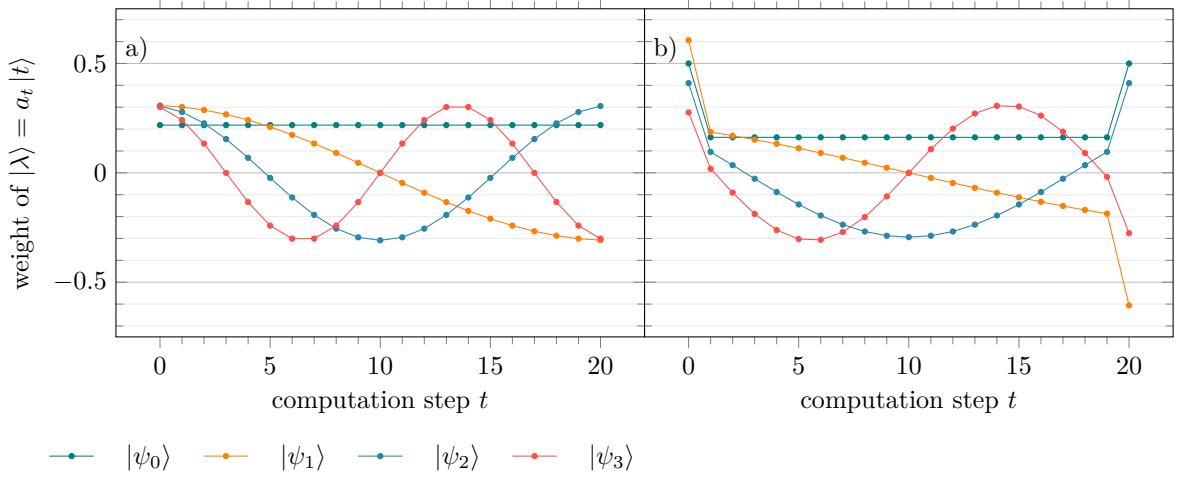 a)
b)
weight of |λ⟩ = a_t |t⟩
0.5
0
−0.5
0 5 10 15 20
0 5 10 15 20
computation step t
computation step t
|ψ₀⟩ |ψ₁⟩ |ψ₂⟩ |ψ₃⟩